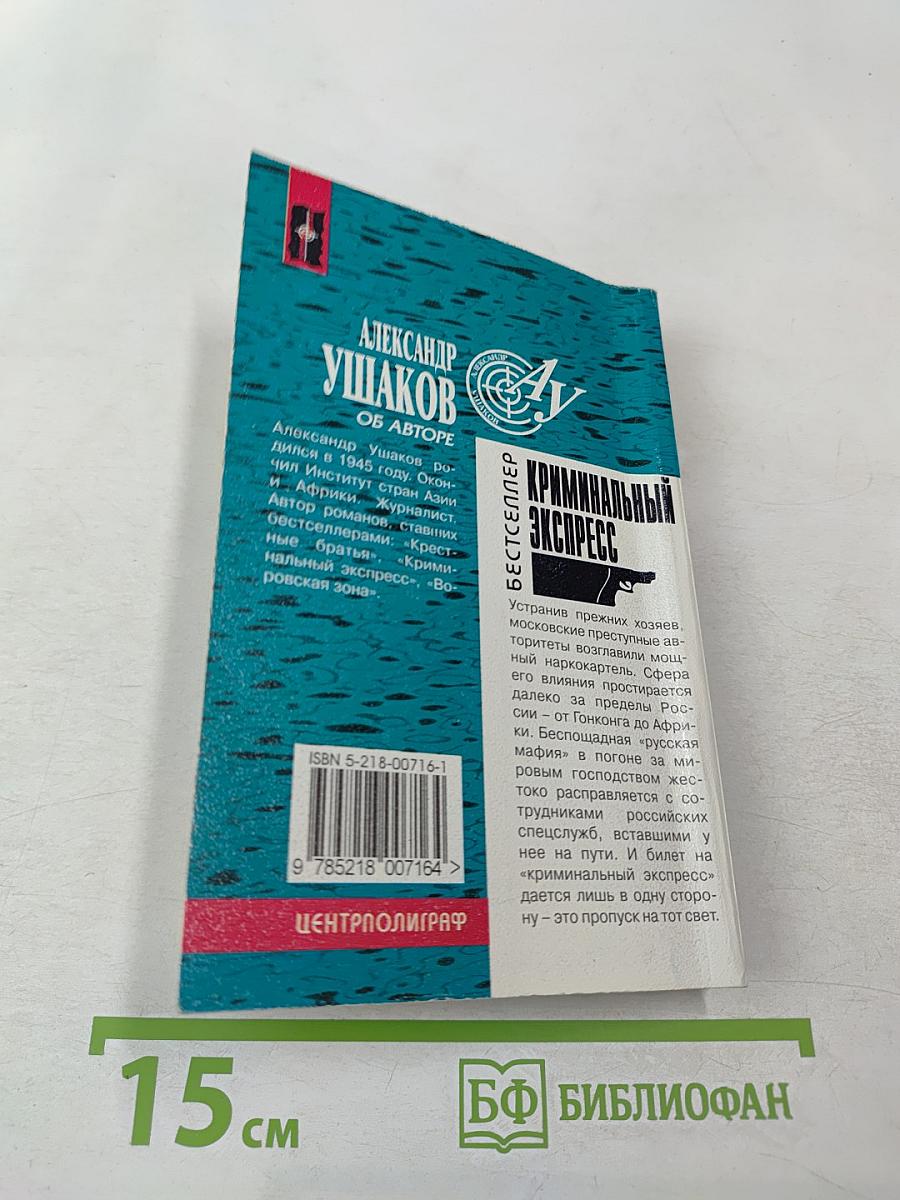 АЛЕКСАНДР
УШАКОВ
ОБ АВТОРЕ
Александр Ушаков ро-
дился в 1945 году. Окон-
чил Институт стран Азии
и Африки. Журналист.
Автор романов, ставших
бестселлерами: «Крест-
ные братья», «Крими-
нальный экспресс», «Во-
ровская зона».
АЛЕКСАНДР
УШАКОВ
АУ
БЕСТСЕЛЛЕР
КРИМИНАЛЬНЫЙ
ЭКСПРЕСС
Устранив прежних хозяев,
московские преступные ав-
торитеты возглавили мощ-
ный наркокартель. Сфера
его влияния простирается
далеко за пределы Рос-
сии – от Гонконга до Афри-
ки. Беспощадная «русская
мафия» в погоне за ми-
ровым господством жес-
токо расправляется с со-
трудниками российских
спецслужб, вставшими у
нее на пути. И билет на
«криминальный экспресс»
дается лишь в одну сторо-
ну – это пропуск на тот свет.
ISBN 5-218-00716-1
9 785218 007164 >
ЦЕНТРПОЛИГРАФ
15 см
БФ БИБЛИОФАН